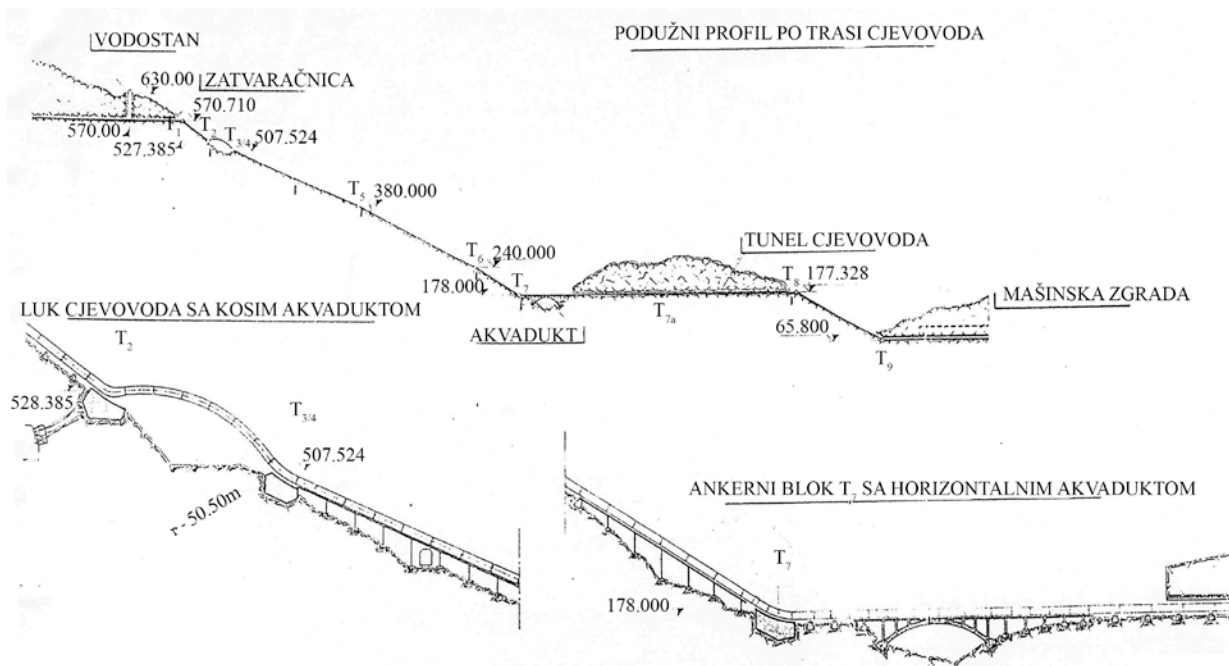 VODOSTAN
PODUŽNI PROFIL PO TRASI CJEVOVODA
630.00
ZATVARAČNICA
570.710
570.00
T1
T2
T3/4
507.524
527.385
T5
380.000
T6
240.000
TUNEL CJEVOVODA
178.000
T7
T8
177.328
MAŠINSKA ZGRADA
LUK CJEVOVODA SA KOSIM AKVADUKTOM
AKVADUKT
T7a
65.800
T9
T2
528.385
T3/4
507.524
r - 50.50m
ANKERNI BLOK T7 SA HORIZONTALNIM AKVADUKTOM
T7
178.000